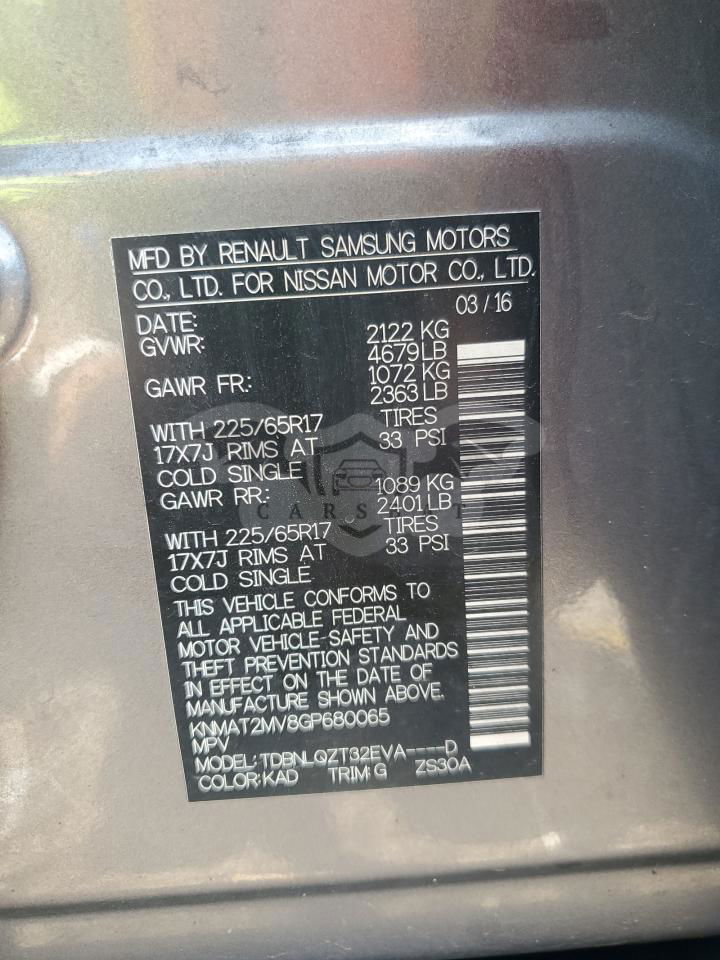 MFD BY RENAULT SAMSUNG MOTORS
CO., LTD. FOR NISSAN MOTOR CO., LTD.
DATE: 03/16
GVWR: 2122 KG
4679 LB
GAWR FR: 1072 KG
2363 LB
WITH 225/65R17 TIRES
17X7J RIMS AT 33 PSI
COLD SINGLE
GAWR RR: 1089 KG
2401 LB
WITH 225/65R17 TIRES
17X7J RIMS AT 33 PSI
COLD SINGLE
THIS VEHICLE CONFORMS TO
ALL APPLICABLE FEDERAL
MOTOR VEHICLE-SAFETY AND
THEFT PREVENTION STANDARDS
IN EFFECT ON THE DATE OF
MANUFACTURE SHOWN ABOVE.
KNMAT2MV8GP680065
MPV
MODEL:TDBNLQZT32EVA----D
COLOR:KAD TRIM:G ZS30A